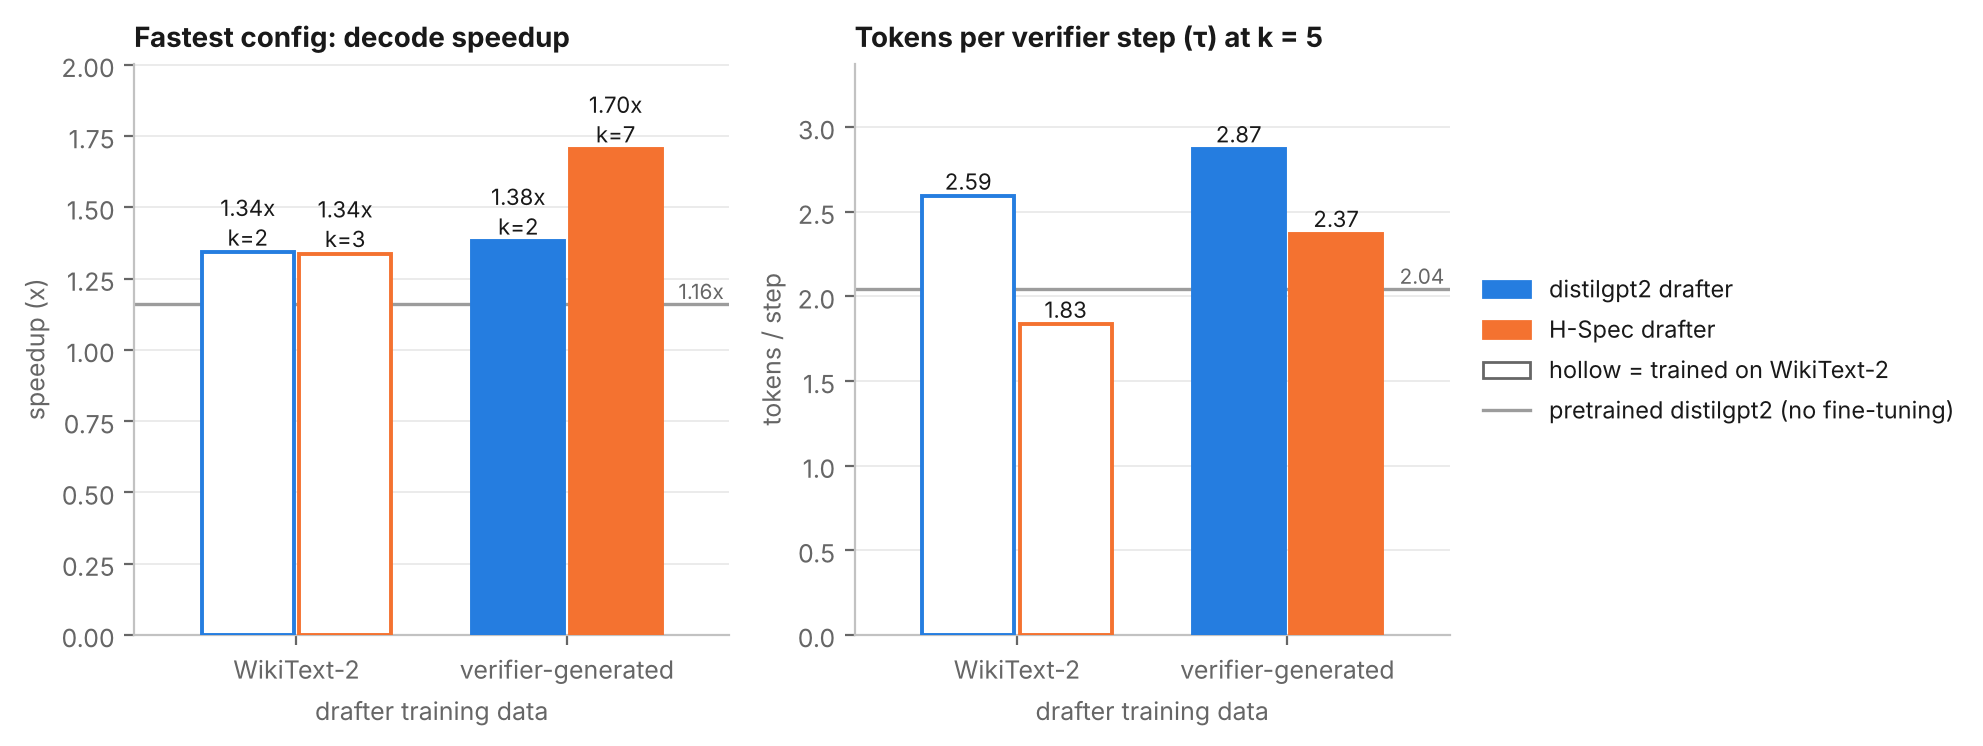 Fastest config: decode speedup
2.00
1.75
1.50
1.25
1.00
0.75
0.50
0.25
0.00
speedup (x)
1.34x
k=2
1.34x
k=3
1.38x
k=2
1.70x
k=7
1.16x
WikiText-2
verifier-generated
drafter training data
Tokens per verifier step (τ) at k = 5
3.0
2.5
2.0
1.5
1.0
0.5
0.0
tokens / step
2.59
1.83
2.87
2.37
2.04
WikiText-2
verifier-generated
drafter training data
distilgpt2 drafter
H-Spec drafter
hollow = trained on WikiText-2
pretrained distilgpt2 (no fine-tuning)